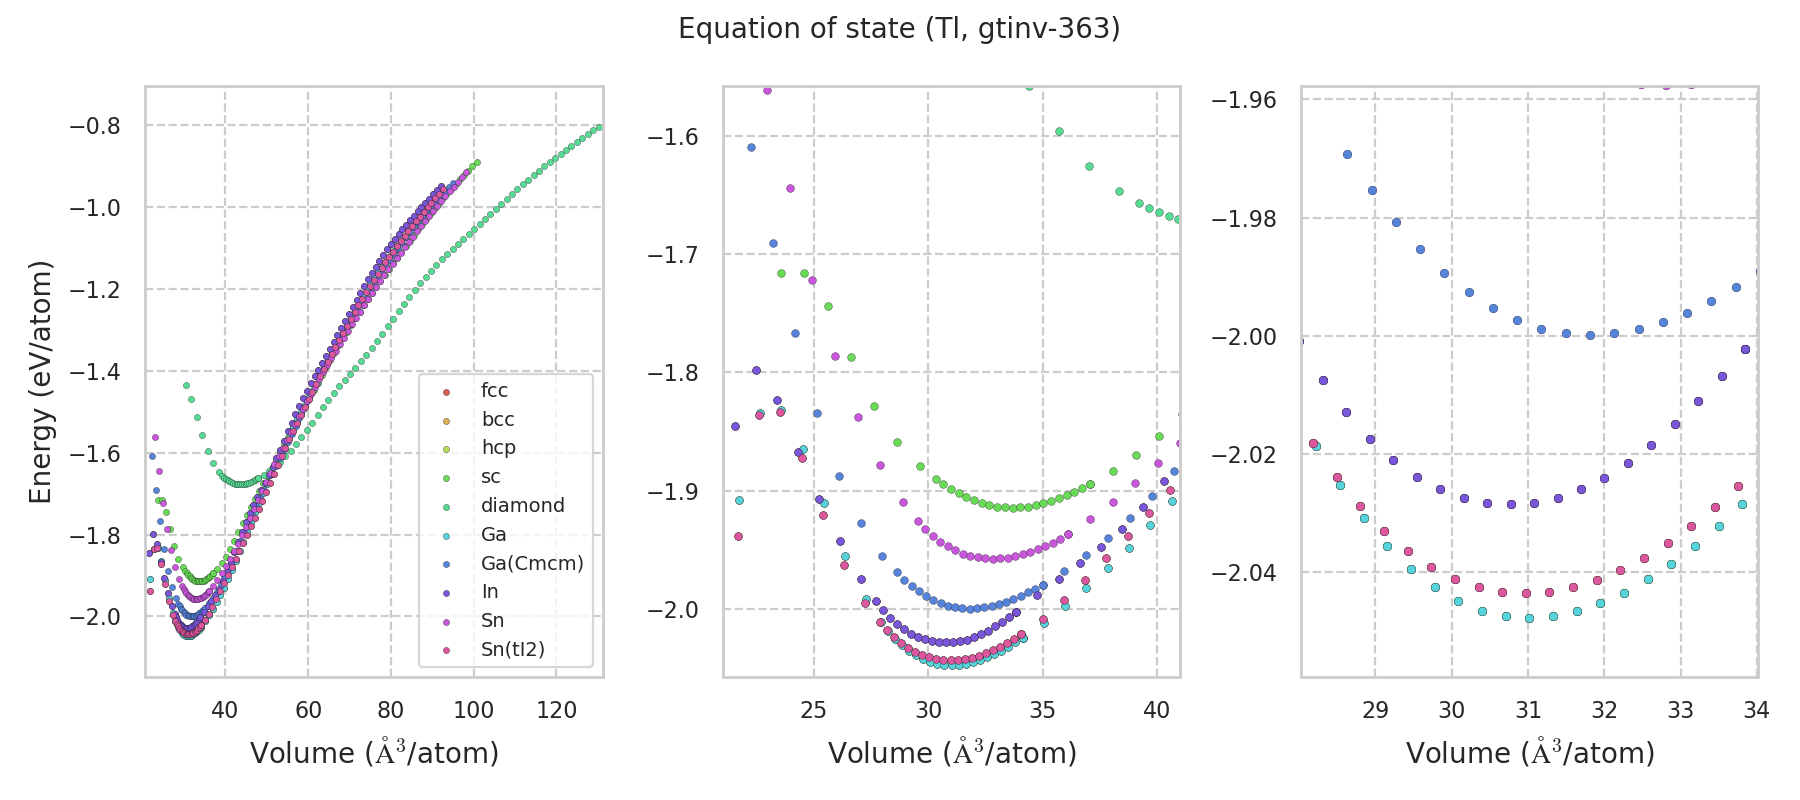 Equation of state (Tl, gtinv-363)
Energy (eV/atom)
−0.8
−1.0
−1.2
−1.4
−1.6
−1.8
−2.0
fcc
bcc
hcp
sc
diamond
Ga
Ga(Cmcm)
In
Sn
Sn(tI2)
40 60 80 100 120
Volume (Å³/atom)
−1.6
−1.7
−1.8
−1.9
−2.0
25 30 35 40
Volume (Å³/atom)
−1.96
−1.98
−2.00
−2.02
−2.04
29 30 31 32 33 34
Volume (Å³/atom)